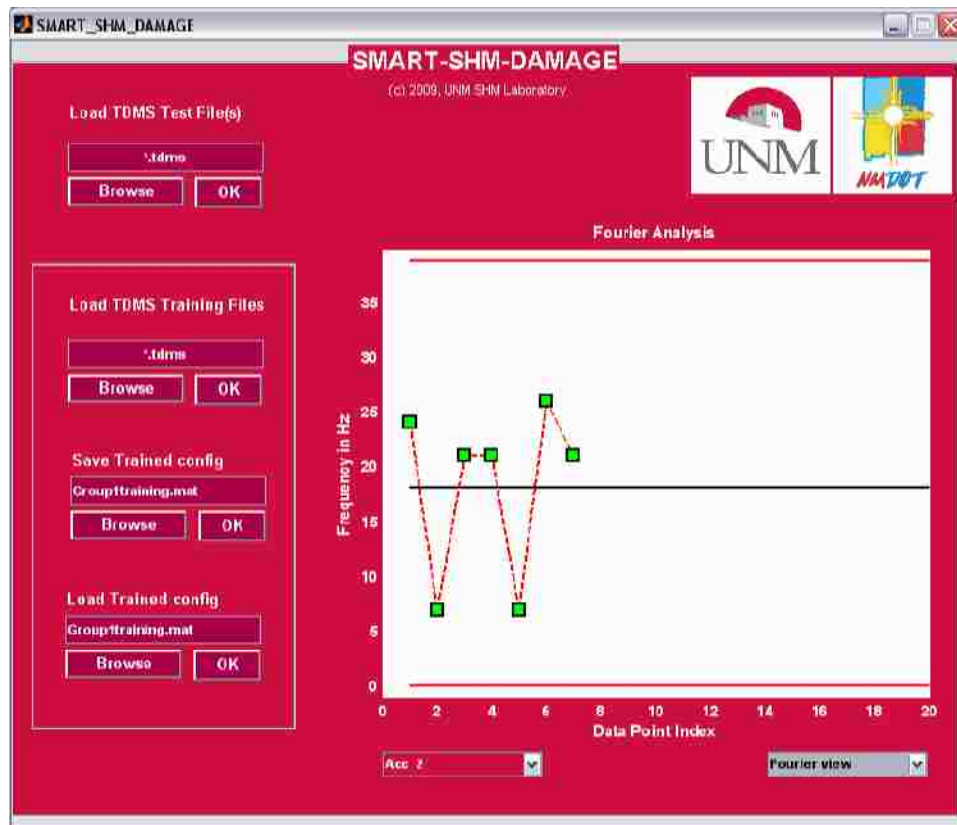 SMART_SHM_DAMAGE
SMART-SHM-DAMAGE
(c) 2009, UNM SHM Laboratory
Load TDMS Test File(s)
*.tdms
Browse
OK
UNM
NMDOT
Load TDMS Training Files
*.tdms
Browse
OK
Save Trained config
Group1training.mat
Browse
OK
Load Trained config
Group1training.mat
Browse
OK
Fourier Analysis
Frequency in Hz
35
30
25
20
15
10
5
0
0 2 4 6 8 10 12 14 16 18 20
Data Point Index
Acc 2
Fourier view